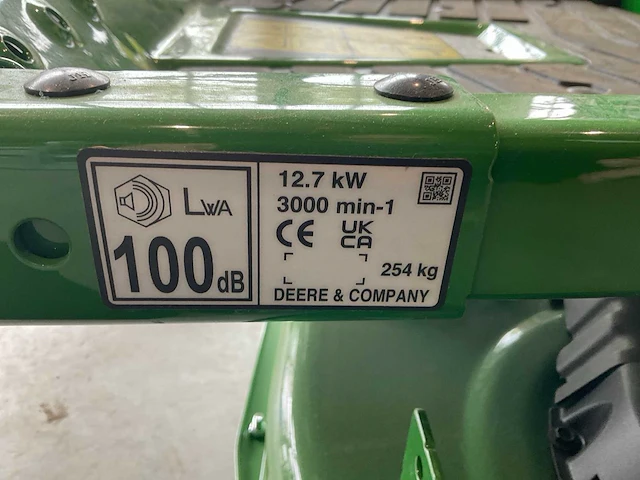 LWA
100 dB
12.7 kW
3000 min-1
CE UK
CA
254 kg
DEERE & COMPANY